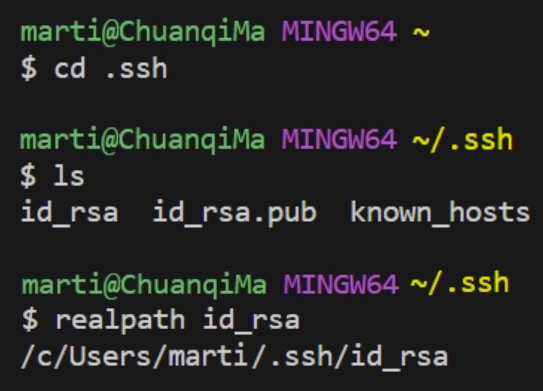 marti@ChuanqiMa MINGW64 ~
$ cd .ssh
marti@ChuanqiMa MINGW64 ~/.ssh
$ ls
id_rsa  id_rsa.pub  known_hosts
marti@ChuanqiMa MINGW64 ~/.ssh
$ realpath id_rsa
/c/Users/marti/.ssh/id_rsa